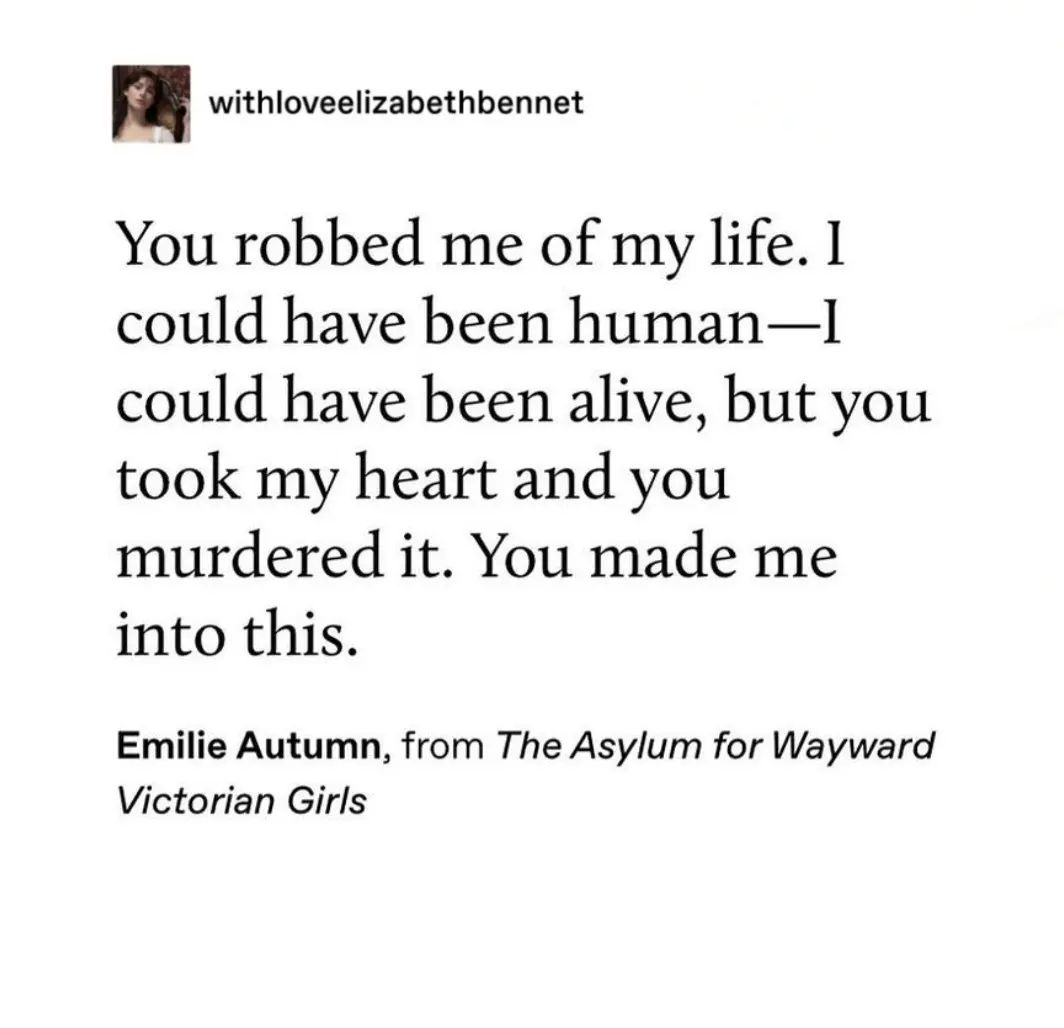 withloveelizabethbennet
You robbed me of my life. I
could have been human—I
could have been alive, but you
took my heart and you
murdered it. You made me
into this.
Emilie Autumn, from The Asylum for Wayward
Victorian Girls